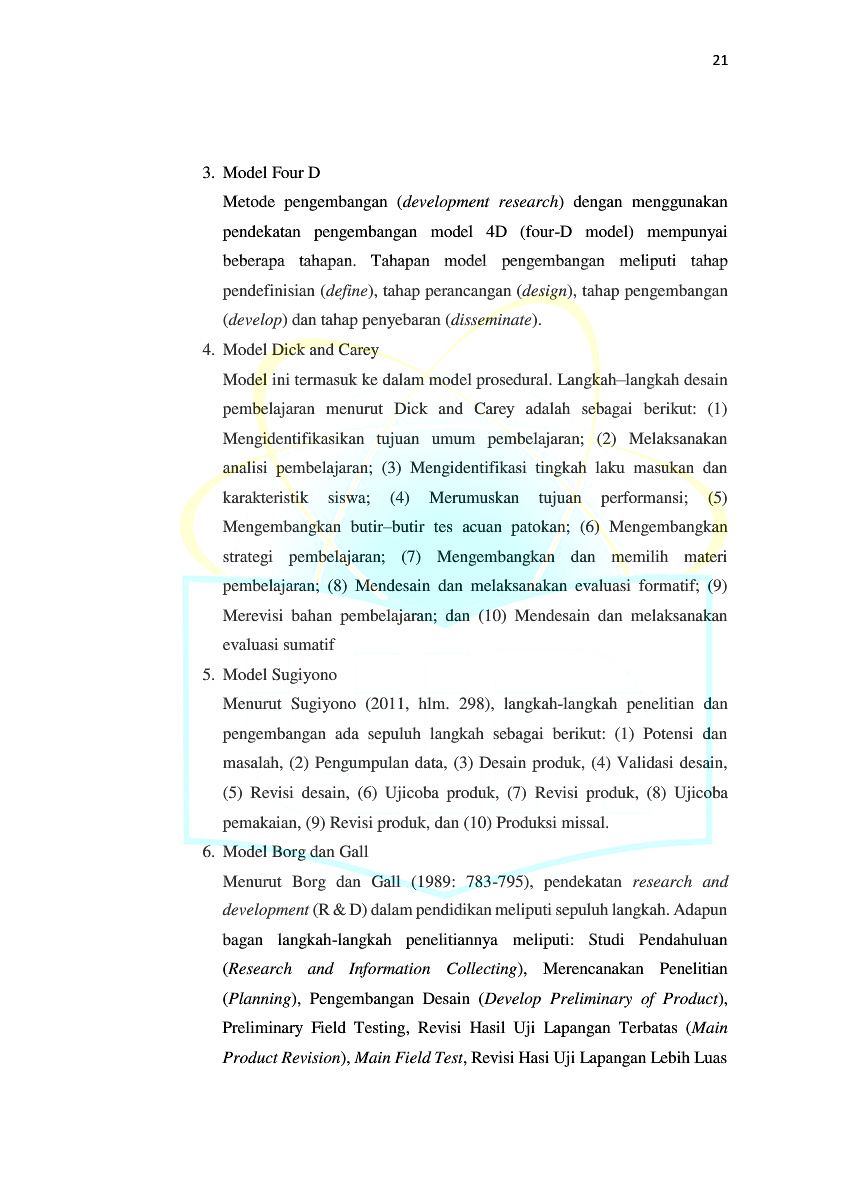 21
3. Model Four D
Metode pengembangan (development research) dengan menggunakan
pendekatan pengembangan model 4D (four-D model) mempunyai
beberapa tahapan. Tahapan model pengembangan meliputi tahap
pendefinisian (define), tahap perancangan (design), tahap pengembangan
(develop) dan tahap penyebaran (disseminate).
4. Model Dick and Carey
Model ini termasuk ke dalam model prosedural. Langkah–langkah desain
pembelajaran menurut Dick and Carey adalah sebagai berikut: (1)
Mengidentifikasikan tujuan umum pembelajaran; (2) Melaksanakan
analisi pembelajaran; (3) Mengidentifikasi tingkah laku masukan dan
karakteristik siswa; (4) Merumuskan tujuan performansi; (5)
Mengembangkan butir–butir tes acuan patokan; (6) Mengembangkan
strategi pembelajaran; (7) Mengembangkan dan memilih materi
pembelajaran; (8) Mendesain dan melaksanakan evaluasi formatif; (9)
Merevisi bahan pembelajaran; dan (10) Mendesain dan melaksanakan
evaluasi sumatif
5. Model Sugiyono
Menurut Sugiyono (2011, hlm. 298), langkah-langkah penelitian dan
pengembangan ada sepuluh langkah sebagai berikut: (1) Potensi dan
masalah, (2) Pengumpulan data, (3) Desain produk, (4) Validasi desain,
(5) Revisi desain, (6) Ujicoba produk, (7) Revisi produk, (8) Ujicoba
pemakaian, (9) Revisi produk, dan (10) Produksi missal.
6. Model Borg dan Gall
Menurut Borg dan Gall (1989: 783-795), pendekatan research and
development (R & D) dalam pendidikan meliputi sepuluh langkah. Adapun
bagan langkah-langkah penelitiannya meliputi: Studi Pendahuluan
(Research and Information Collecting), Merencanakan Penelitian
(Planning), Pengembangan Desain (Develop Preliminary of Product),
Preliminary Field Testing, Revisi Hasil Uji Lapangan Terbatas (Main
Product Revision), Main Field Test, Revisi Hasi Uji Lapangan Lebih Luas